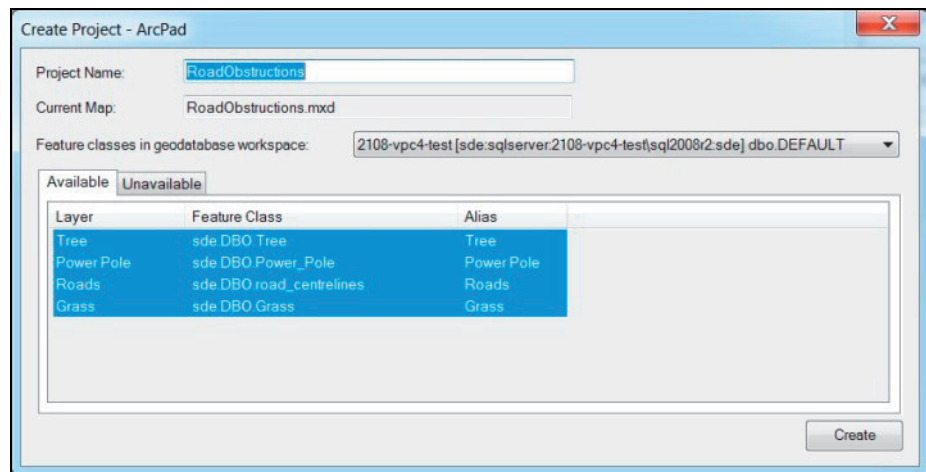 Create Project - ArcPad
X
Project Name: RoadObstructions
Current Map: RoadObstructions.mxd
Feature classes in geodatabase workspace: 2108-vpc4-test [sde:sqlserver:2108-vpc4-test\sql2008r2:sde] dbo.DEFAULT
Available Unavailable
Layer Feature Class Alias
Tree sde.DBO.Tree Tree
Power Pole sde.DBO.Power_Pole Power Pole
Roads sde.DBO.road_centrelines Roads
Grass sde.DBO.Grass Grass
Create